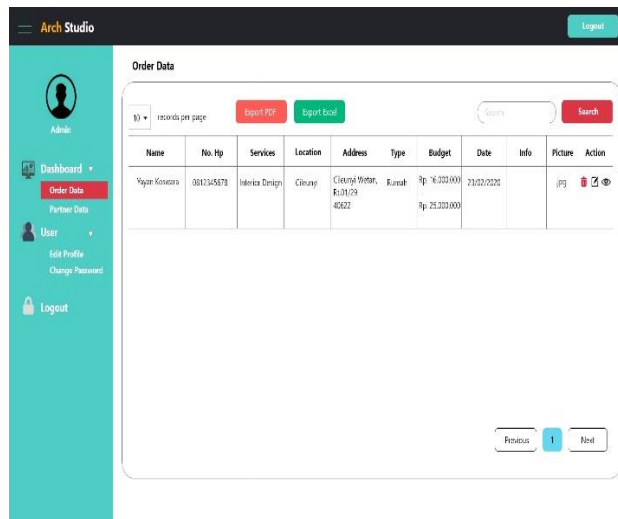 Arch Studio
Logout
Order Data
Admin
10 records per page
Export PDF
Export Excel
Search
Search
Name No. Hp Services Location Address Type Budget Date Info Picture Action
Yayan Koswara 0812345678 Interior Design Cileunyi Cileunyi Wetan, Rumah Rp. 16.000.000 23/02/2020 jpg
Rt.01/29
40622 Rp. 25.000.000
Dashboard
Order Data
Partner Data
User
Edit Profile
Change Password
Logout
Previous 1 Next